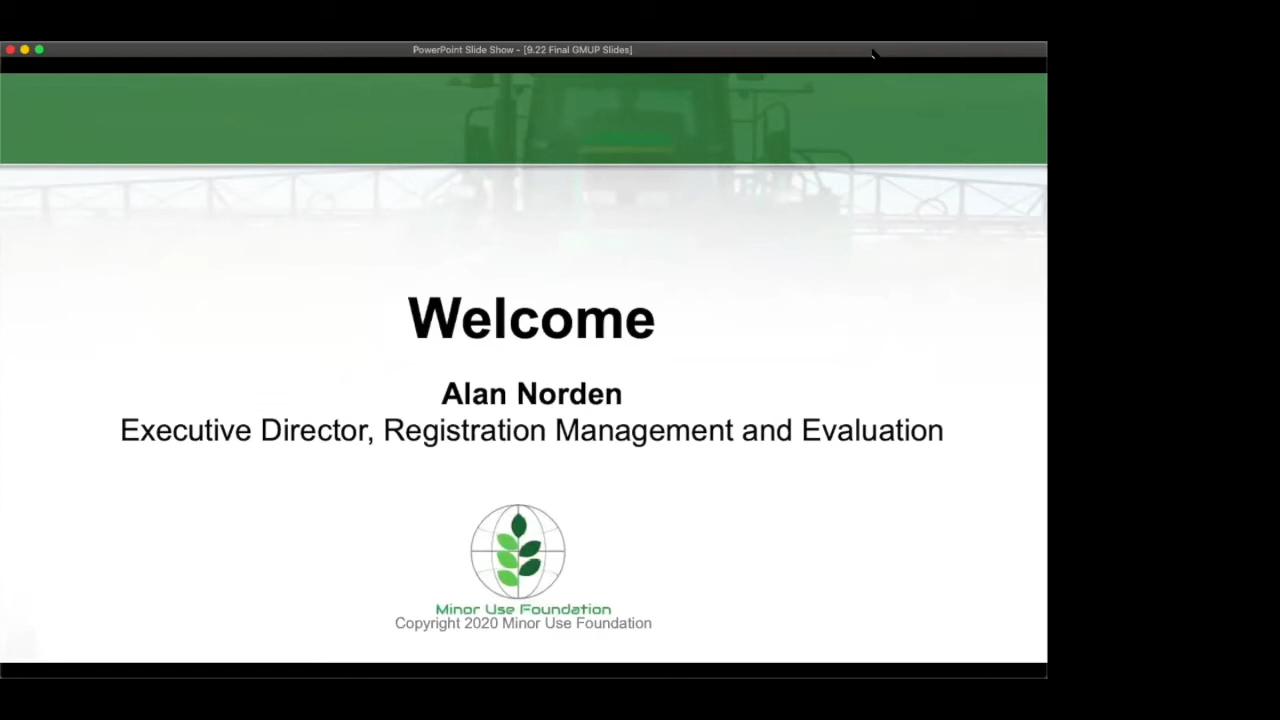 PowerPoint Slide Show - [9.22 Final GMUP Slides]
Welcome
Alan Norden
Executive Director, Registration Management and Evaluation
Minor Use Foundation
Copyright 2020 Minor Use Foundation